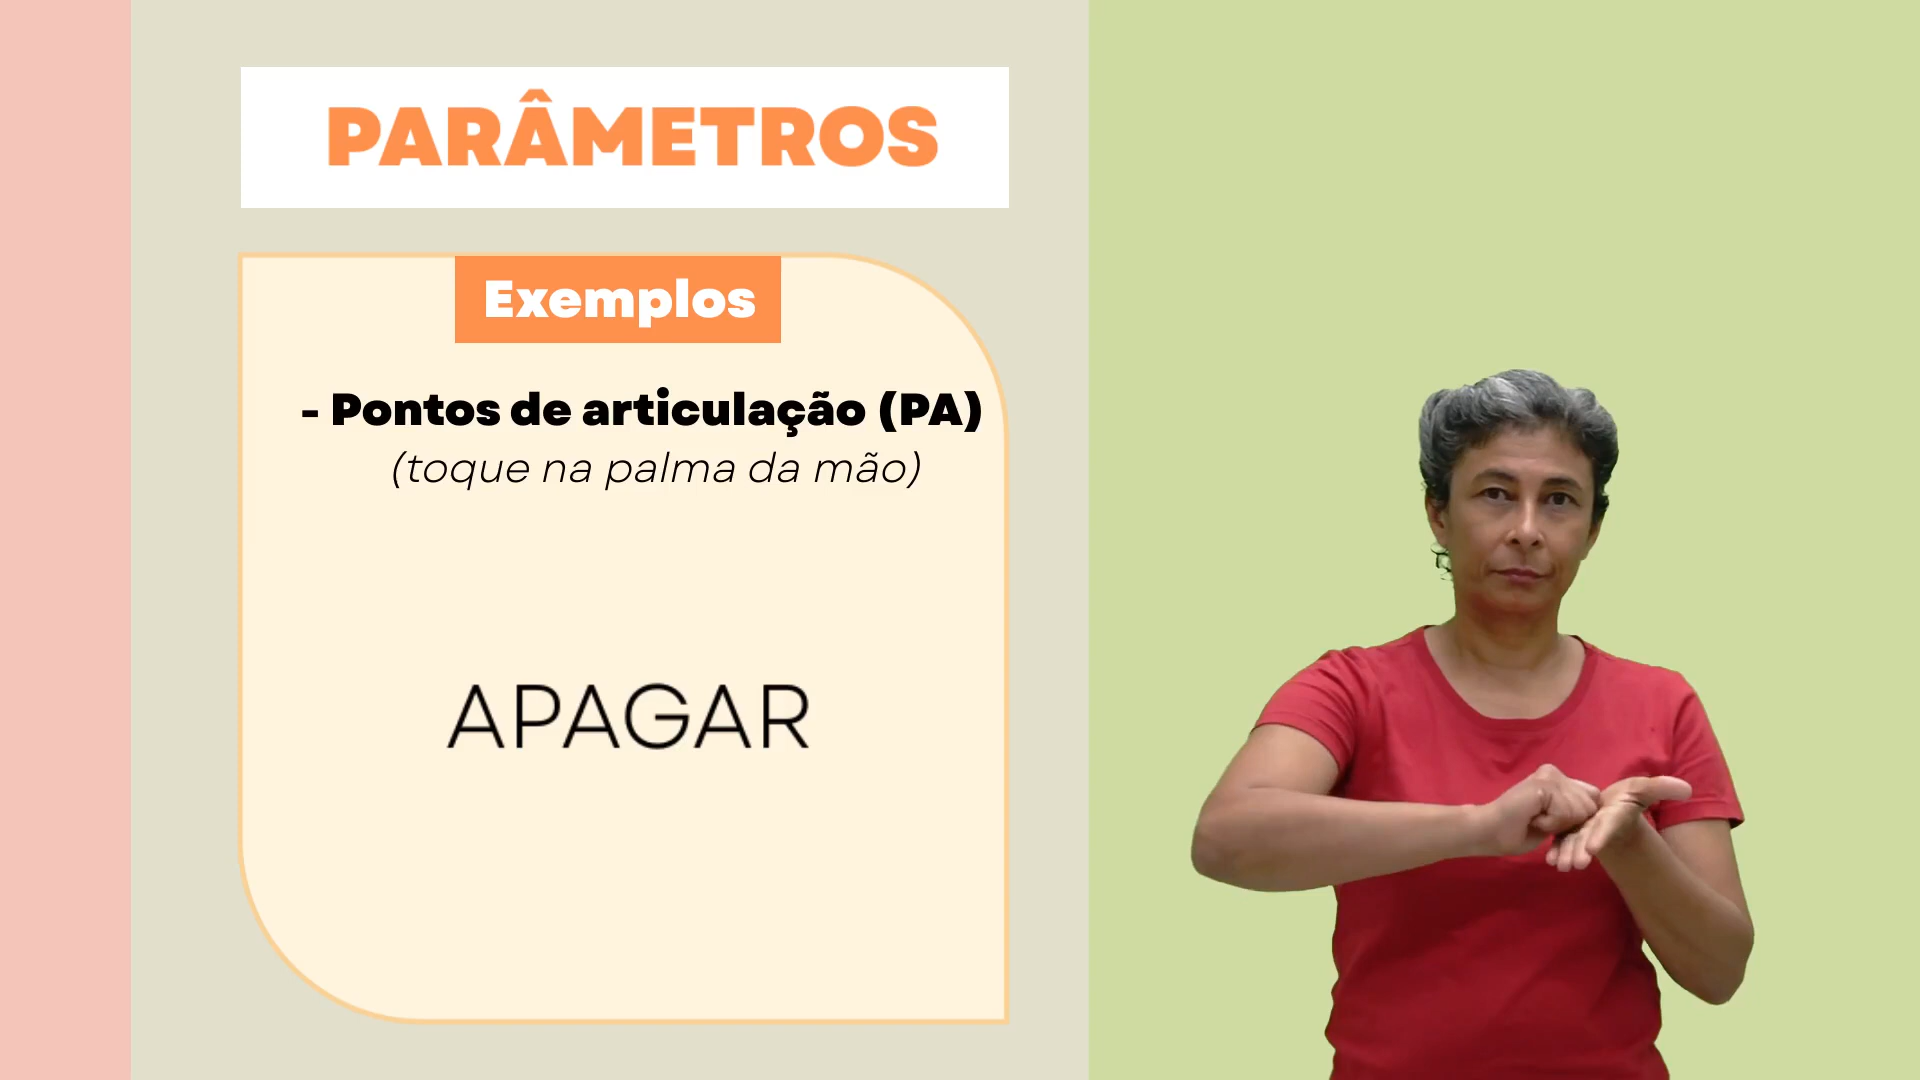 PARÂMETROS
Exemplos
- Pontos de articulação (PA)
(toque na palma da mão)
APAGAR